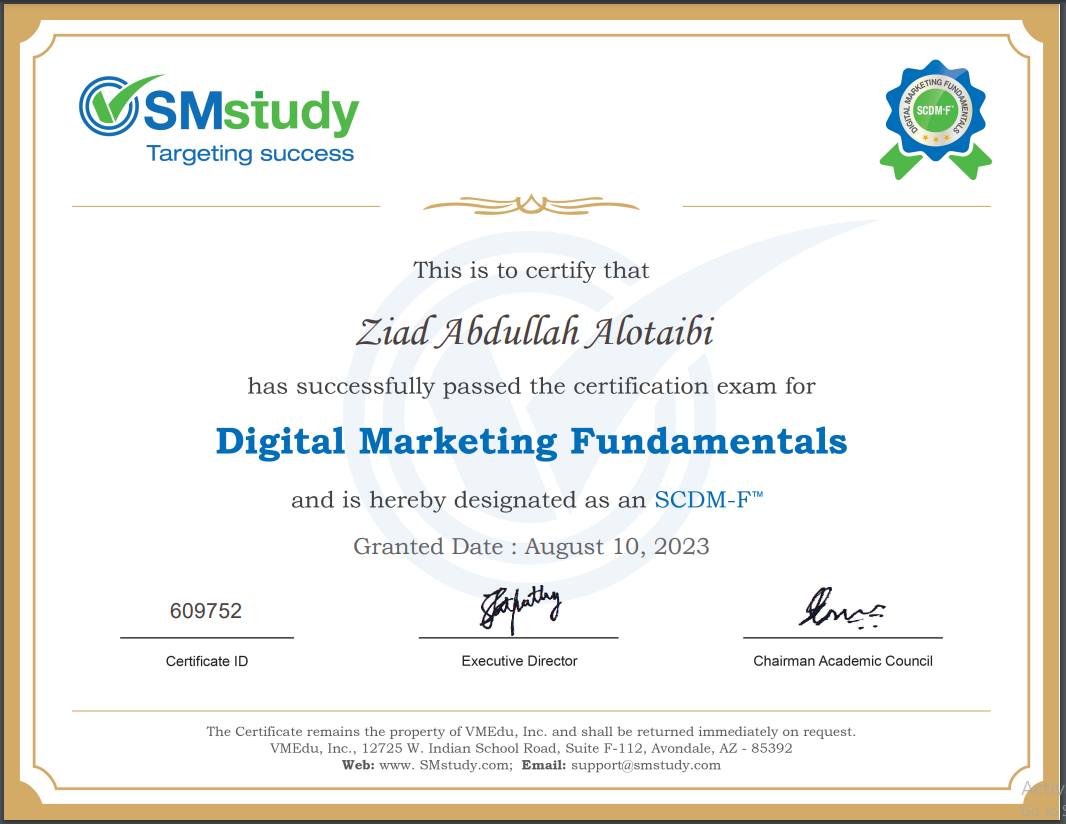 SMstudy
Targeting success
DIGITAL MARKETING FUNDAMENTALS
SCDM-F™
This is to certify that
Ziad Abdullah Alotaibi
has successfully passed the certification exam for
Digital Marketing Fundamentals
and is hereby designated as an SCDM-F™
Granted Date : August 10, 2023
609752
Certificate ID
Executive Director
Chairman Academic Council
The Certificate remains the property of VMEdu, Inc. and shall be returned immediately on request.
VMEdu, Inc., 12725 W. Indian School Road, Suite F-112, Avondale, AZ - 85392
Web: www. SMstudy.com; Email: support@smstudy.com